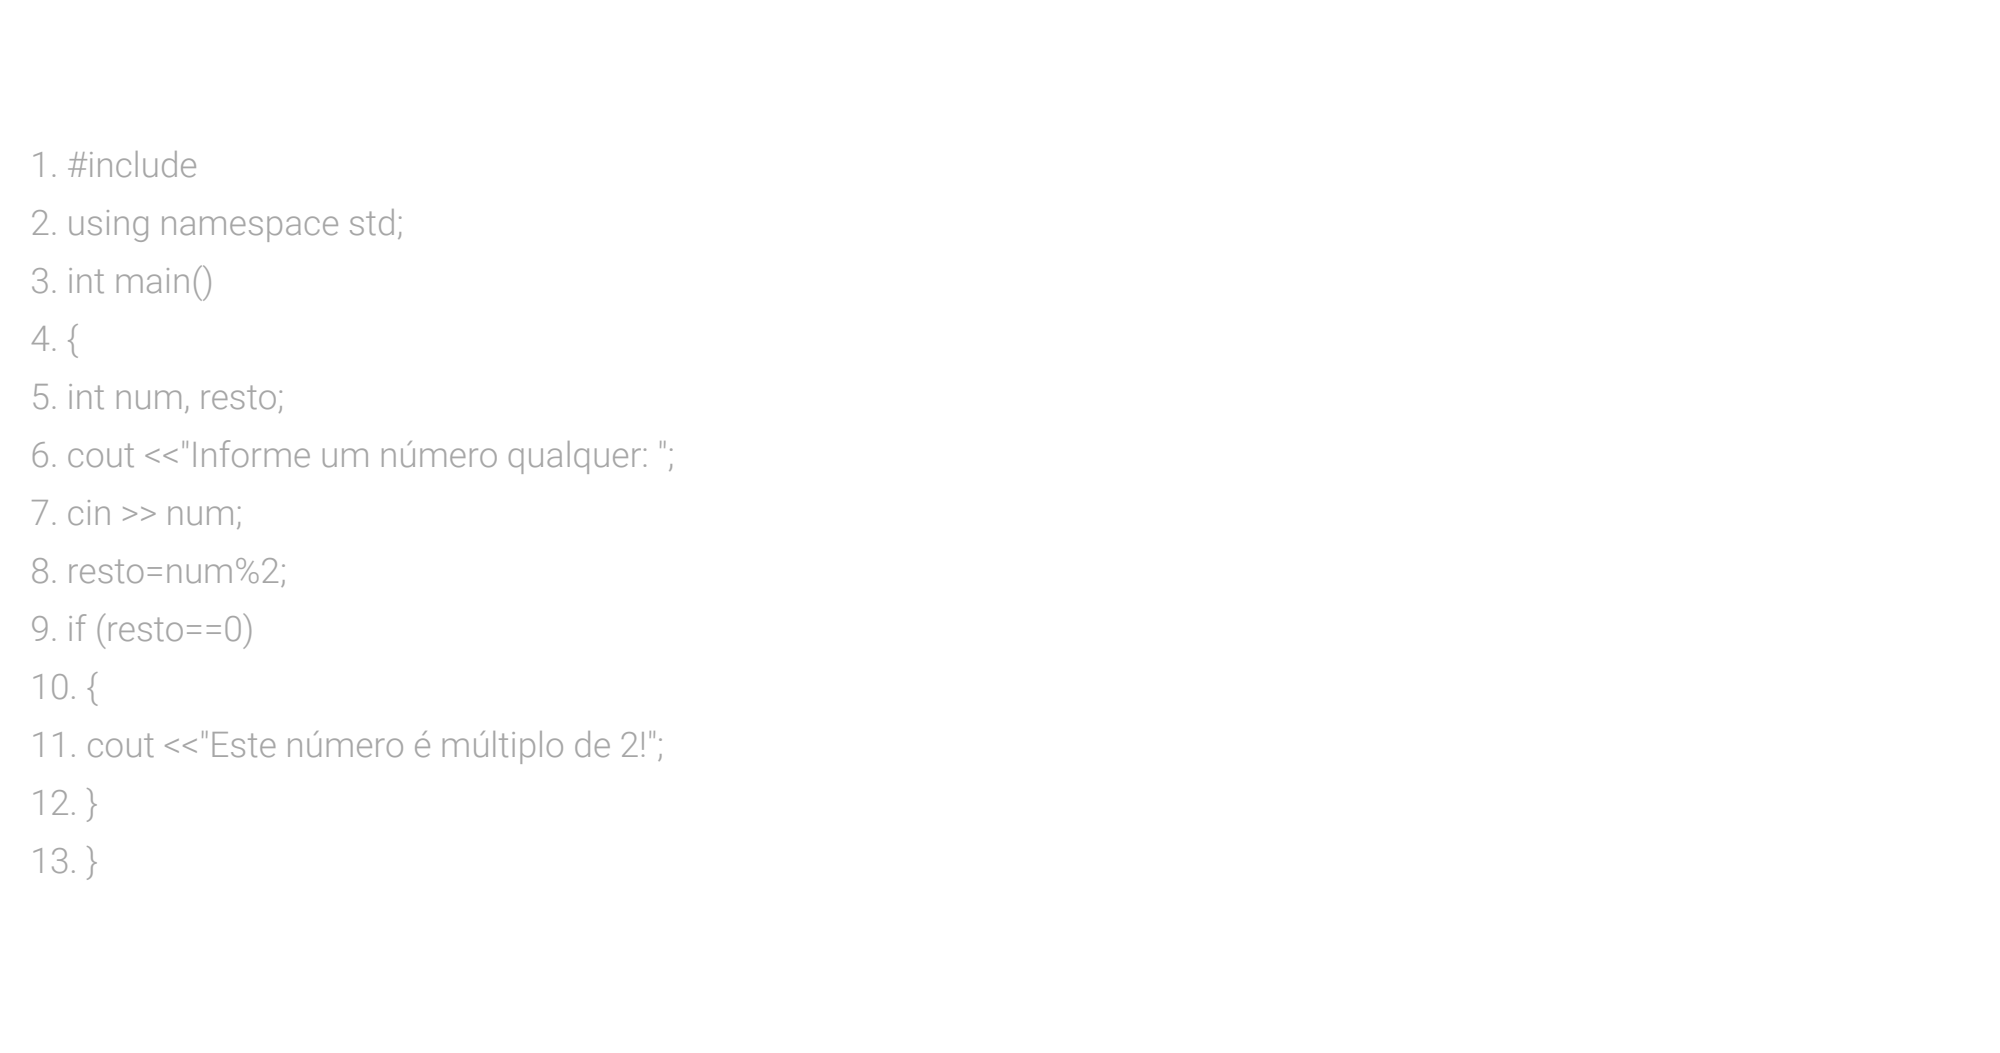 1. #include
2. using namespace std;
3. int main()
4. {
5. int num, resto;
6. cout <<"Informe um número qualquer: ";
7. cin >> num;
8. resto=num%2;
9. if (resto==0)
10. {
11. cout <<"Este número é múltiplo de 2!";
12. }
13. }